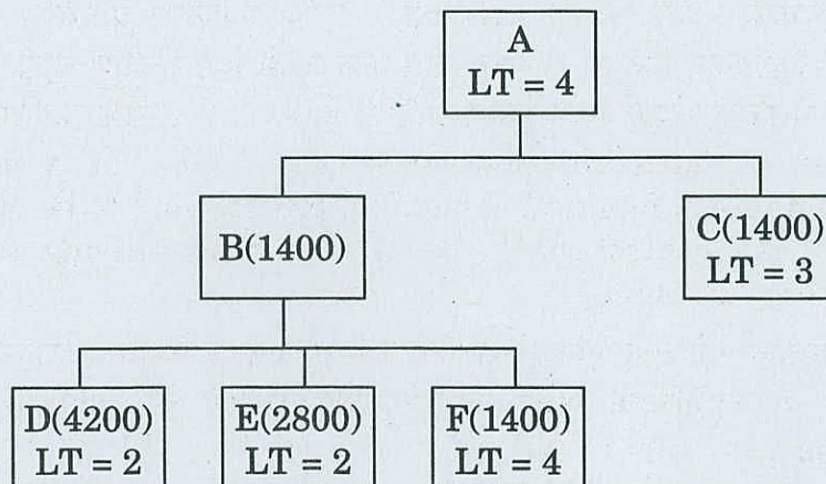 A
LT = 4
B(1400)
C(1400)
LT = 3
D(4200)
LT = 2
E(2800)
LT = 2
F(1400)
LT = 4